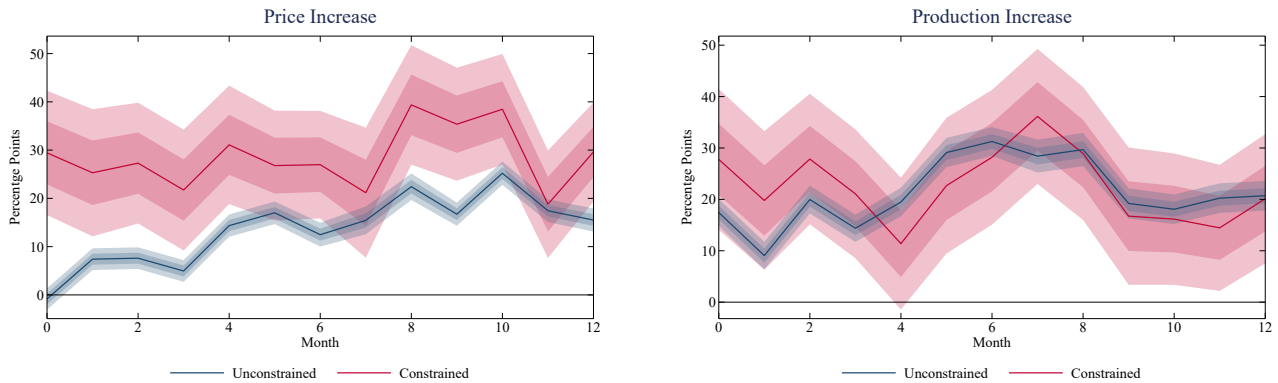 Price Increase
50
40
30
20
10
0
Percentge Points
0 2 4 6 8 10 12
Month
Unconstrained Constrained
Production Increase
50
40
30
20
10
0
Percentge Points
0 2 4 6 8 10 12
Month
Unconstrained Constrained